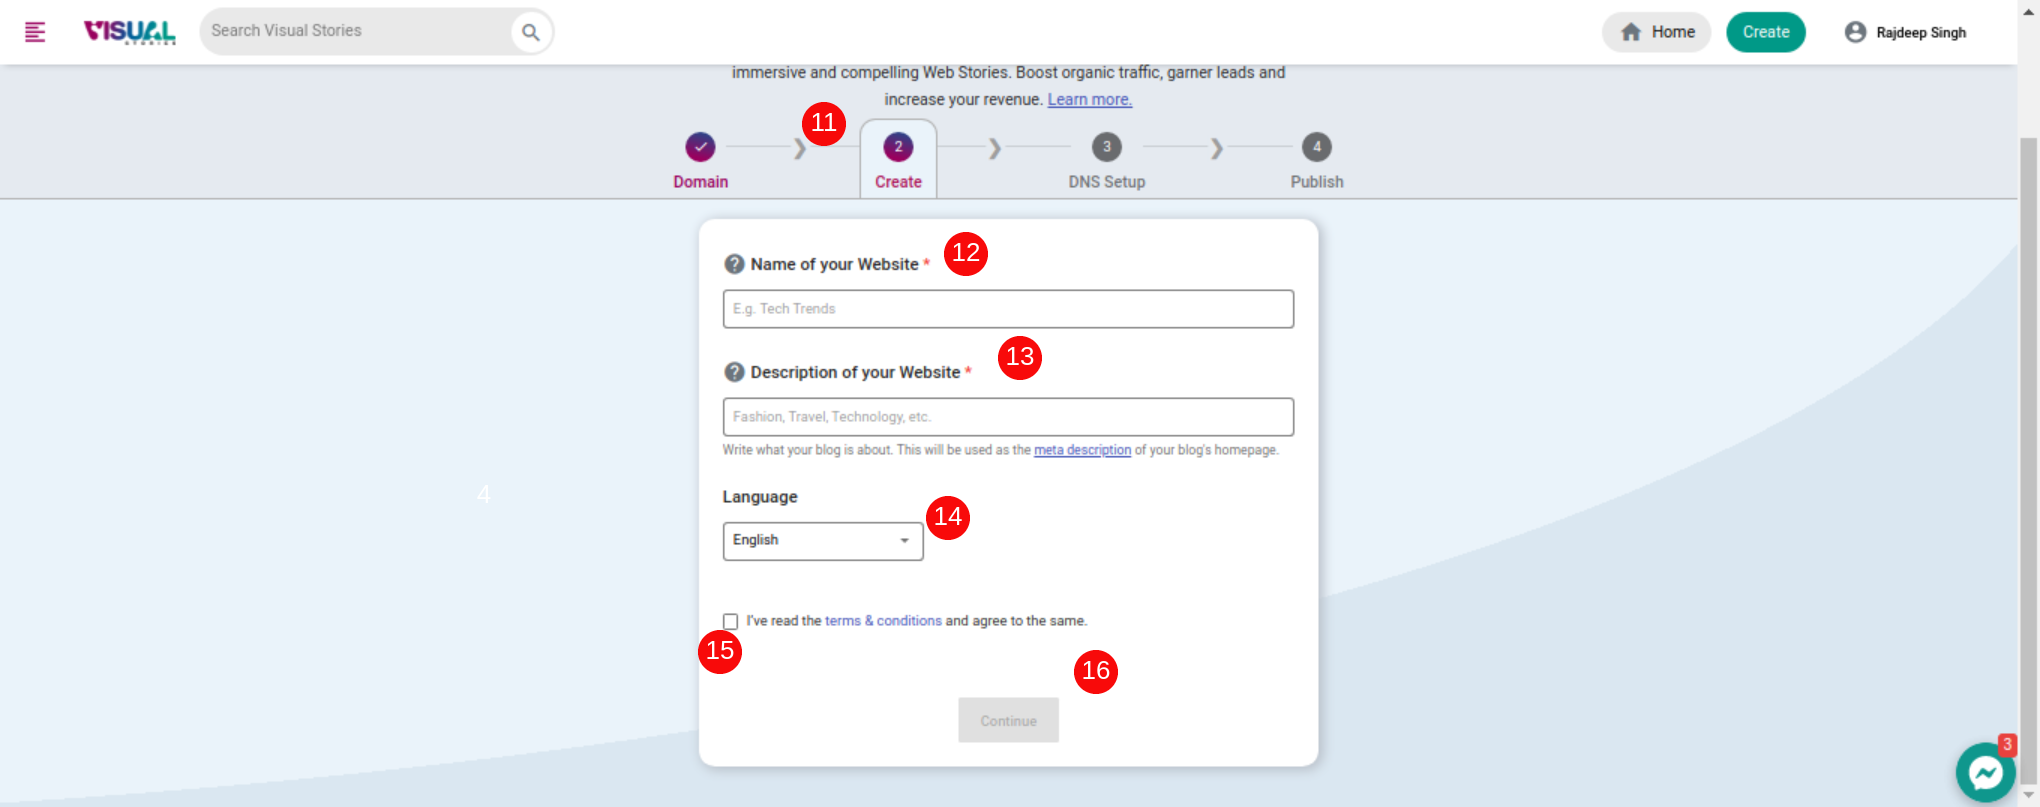 VISUAL
STORIES
Search Visual Stories
Home
Create
Rajdeep Singh
immersive and compelling Web Stories. Boost organic traffic, garner leads and
increase your revenue. Learn more.
11
2
3
4
Domain
Create
DNS Setup
Publish
Name of your Website *
12
E.g. Tech Trends
13
Description of your Website *
Fashion, Travel, Technology, etc.
Write what your blog is about. This will be used as the meta description of your blog's homepage.
4
Language
14
English
I've read the terms & conditions and agree to the same.
15
16
Continue
3